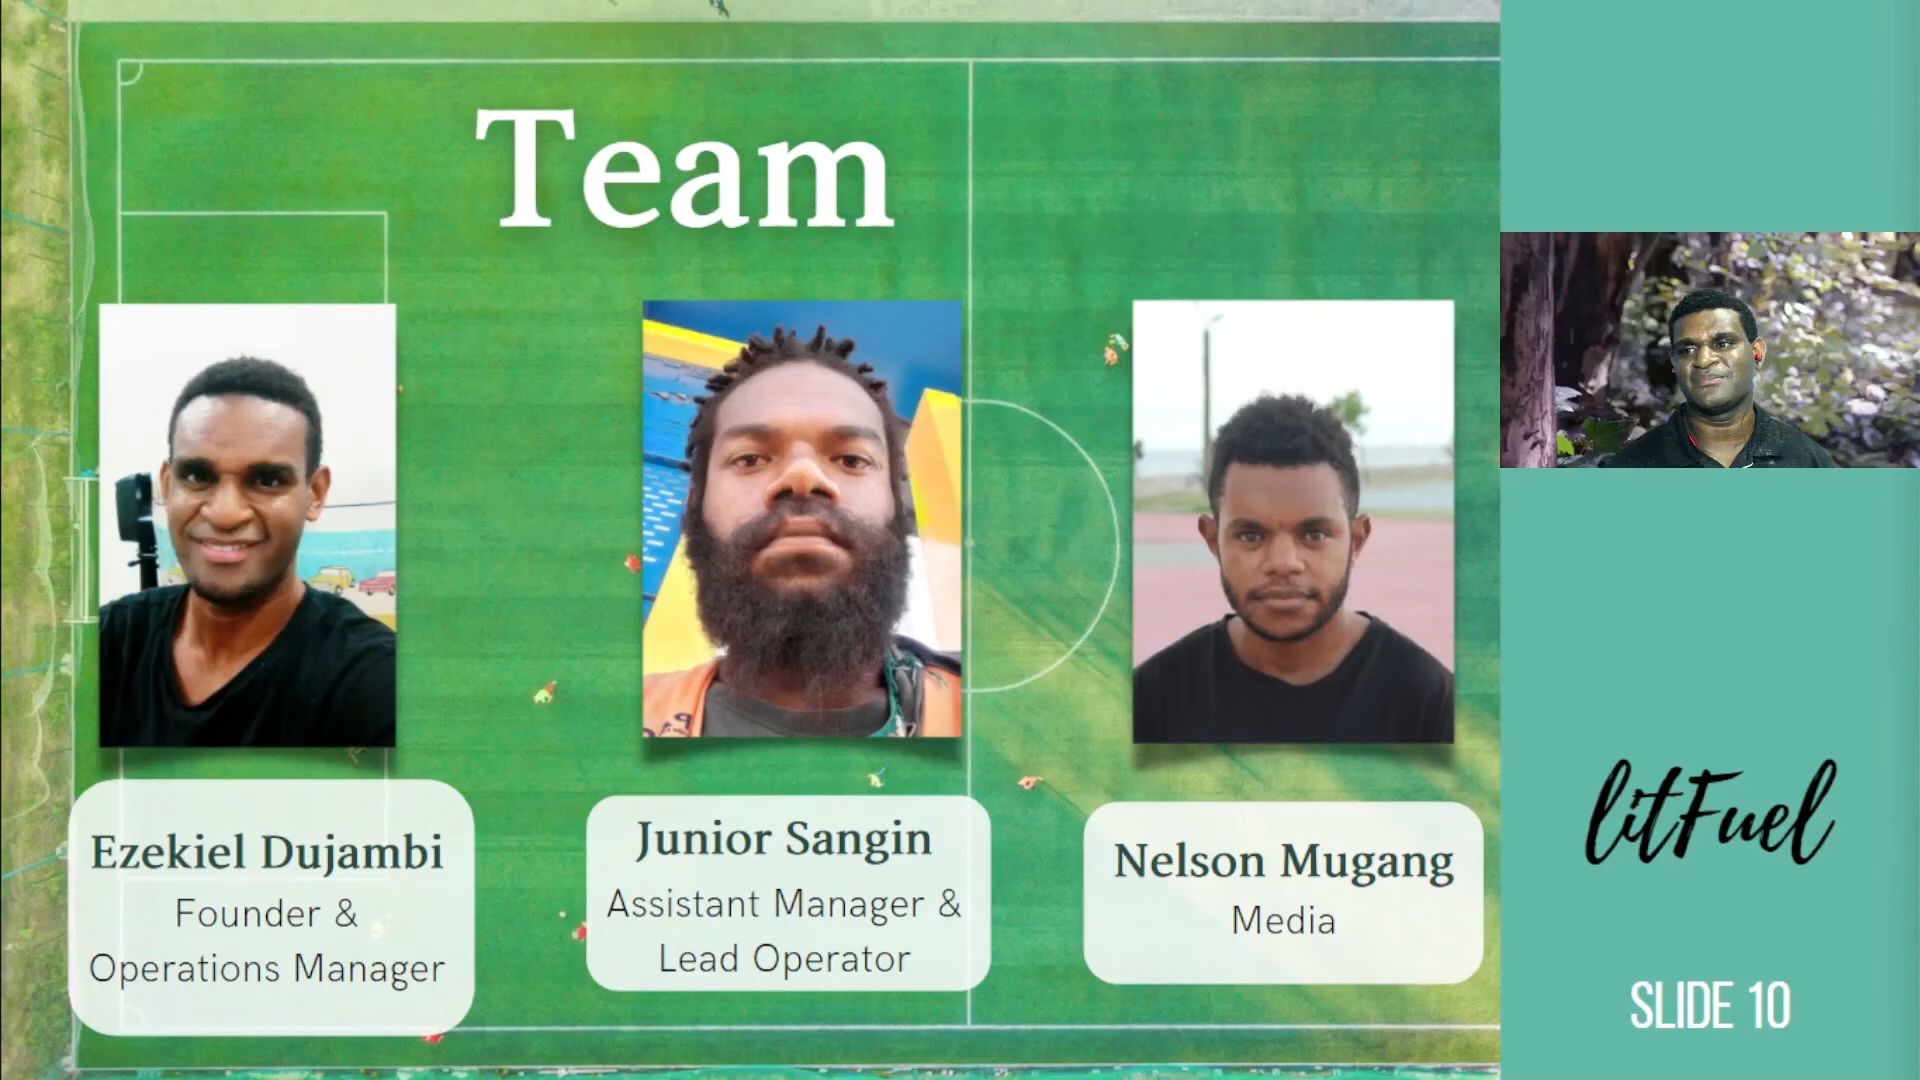 Team
Ezekiel Dujambi
Founder &
Operations Manager
Junior Sangin
Assistant Manager &
Lead Operator
Nelson Mugang
Media
litFuel
SLIDE 10